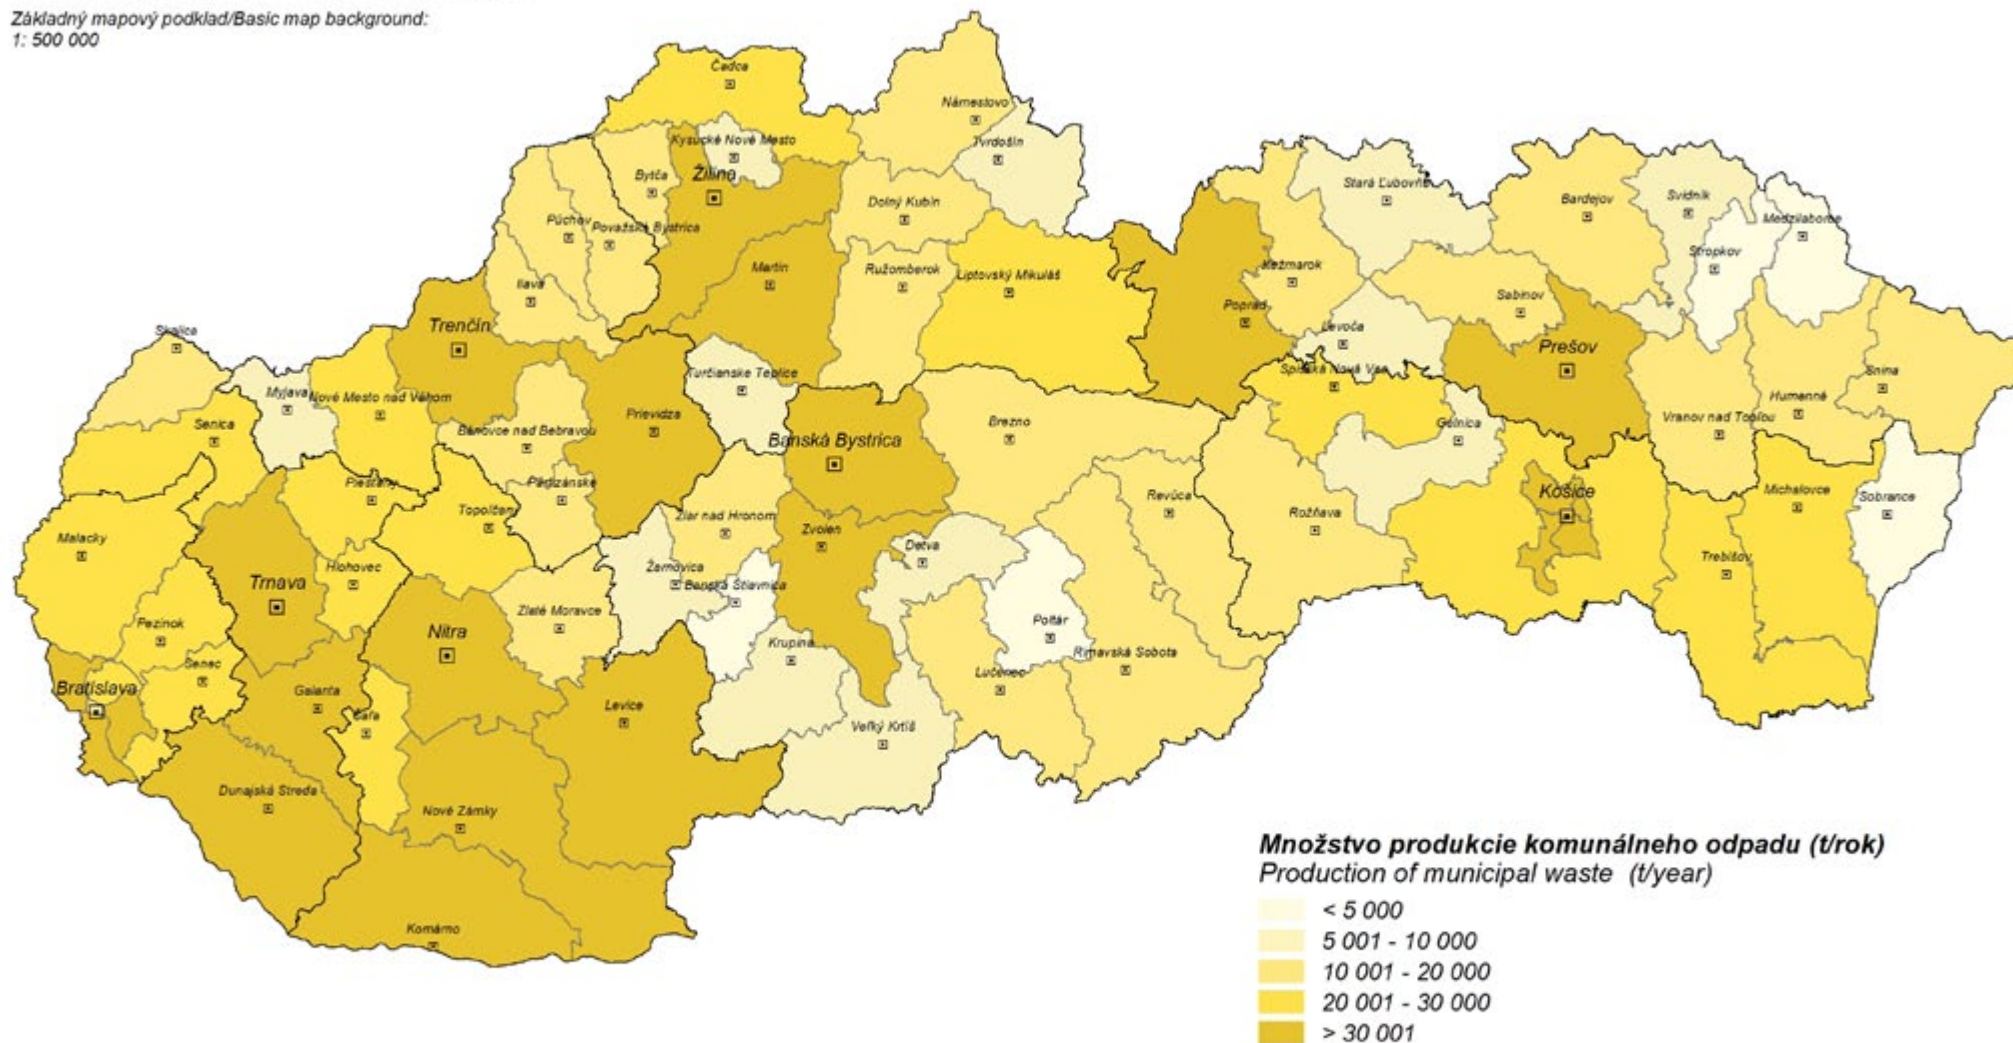 Základný mapový podklad/Basic map background:
1: 500 000
Čadca
Námestovo
Kysucké Nové Mesto
Tvrdošín
Žilina
Bytča
Stará Ľubovňa
Bardejov
Svidník
Medzilaborce
Dolný Kubín
Púchov
Považská Bystrica
Stropkov
Martin
Ružomberok
Liptovský Mikuláš
Kežmarok
Ilava
Poprad
Sabinov
Trenčín
Levoča
Skalica
Prešov
Turčianske Teplice
Spišská Nová Ves
Snina
Myjava
Nové Mesto nad Váhom
Humenné
Prievidza
Brezno
Gelnica
Vranov nad Topľou
Senica
Bánovce nad Bebravou
Banská Bystrica
Piešťany
Partizánske
Revúca
Košice
Michalovce
Sobrance
Topoľčany
Žiar nad Hronom
Rožňava
Zvolen
Malacky
Detva
Trebišov
Hlohovec
Trnava
Žarnovica
Banská Štiavnica
Zlaté Moravce
Pezinok
Nitra
Poltár
Krupina
Rimavská Sobota
Senec
Lučenec
Bratislava
Galanta
Levice
Šaľa
Veľký Krtíš
Dunajská Streda
Nové Zámky
Komárno
Množstvo produkcie komunálneho odpadu (t/rok)
Production of municipal waste (t/year)
< 5 000
5 001 - 10 000
10 001 - 20 000
20 001 - 30 000
> 30 001